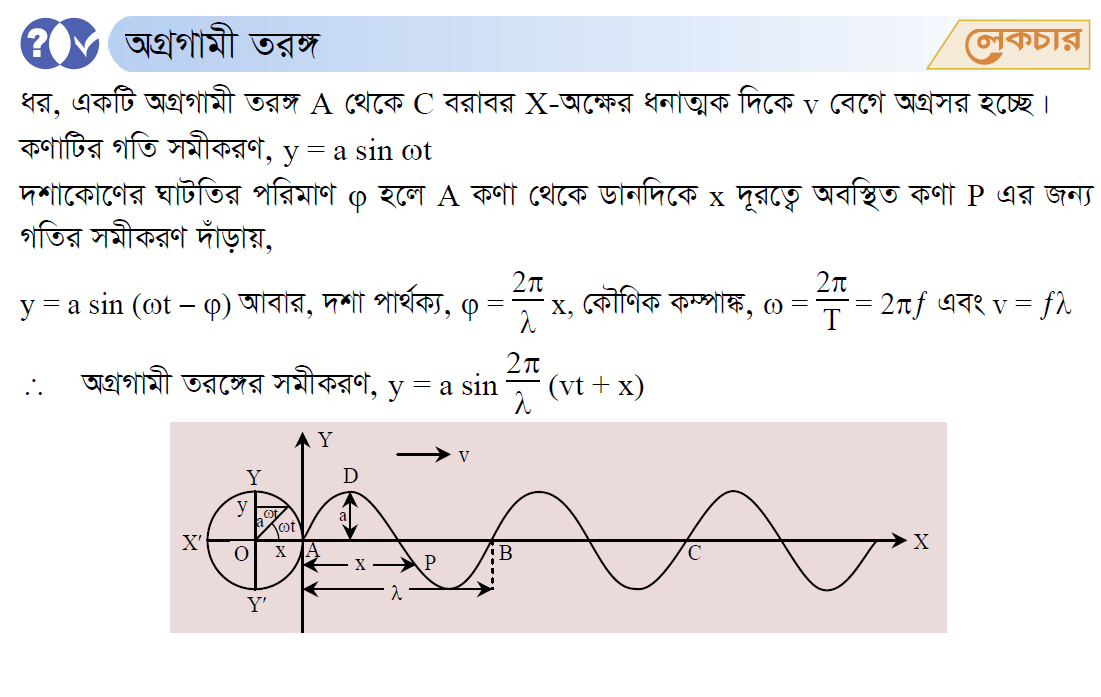 অগ্রগামী তরঙ্গ
লেকচার
ধর, একটি অগ্রগামী তরঙ্গ A থেকে C বরাবর X-অক্ষের ধনাত্মক দিকে v বেগে অগ্রসর হচ্ছে।
কণাটির গতি সমীকরণ, y = a sin ωt
দশাকোণের ঘাটতির পরিমাণ φ হলে A কণা থেকে ডানদিকে x দূরত্বে অবস্থিত কণা P এর জন্য
গতির সমীকরণ দাঁড়ায়,
y = a sin (ωt – φ) আবার, দশা পার্থক্য, φ = 2π/λ x, কৌণিক কম্পাঙ্ক, ω = 2π/T = 2πf এবং v = fλ
∴ অগ্রগামী তরঙ্গের সমীকরণ, y = a sin 2π/λ (vt + x)
Y
v
Y D
y a ωt ωt a
X′ O x A x P B C X
λ
Y′